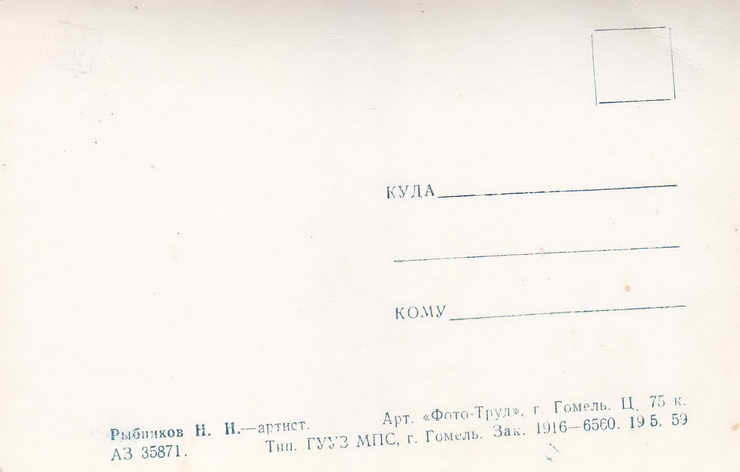 КУДА
КОМУ
Рыбников Н. Н.—артист. Арт. «Фото-Труд», г. Гомель. Ц. 75 к.
АЗ 35871. Тип. ГУУЗ МПС, г. Гомель. Зак. 1916—6560. 19 5. 59